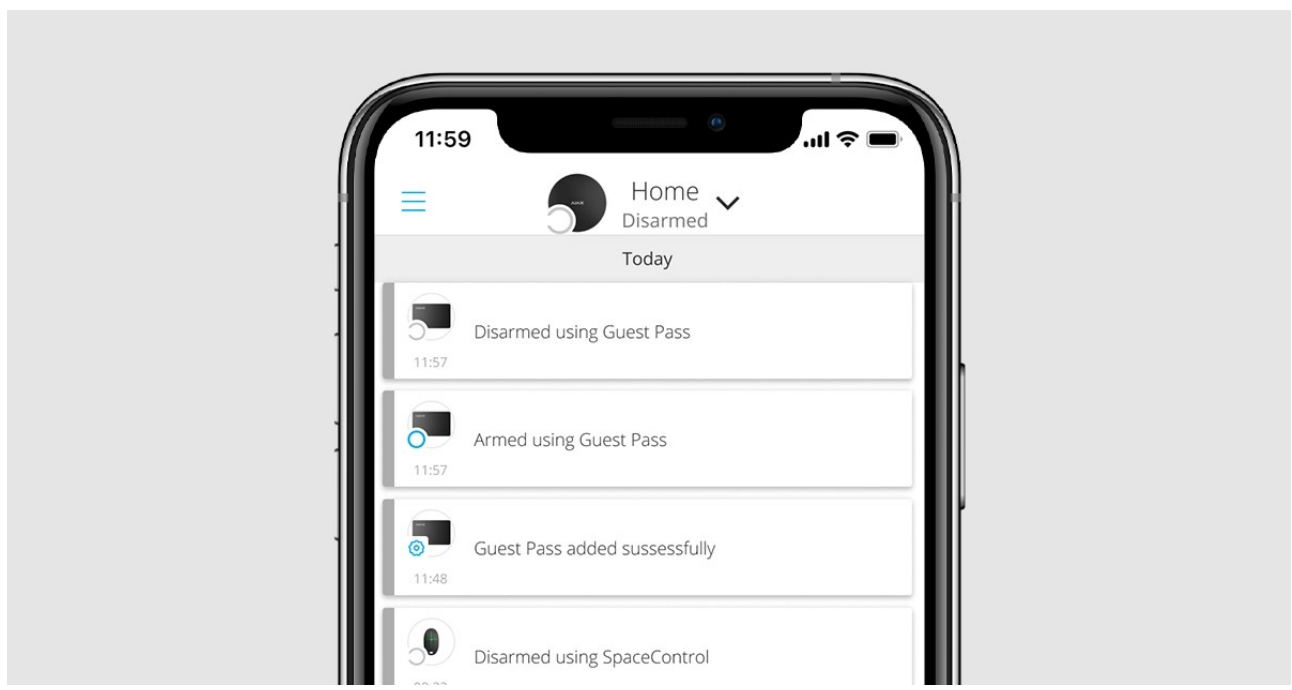 11:59
Home
Disarmed
Today
Disarmed using Guest Pass
11:57
Armed using Guest Pass
11:57
Guest Pass added sussessfully
11:48
Disarmed using SpaceControl